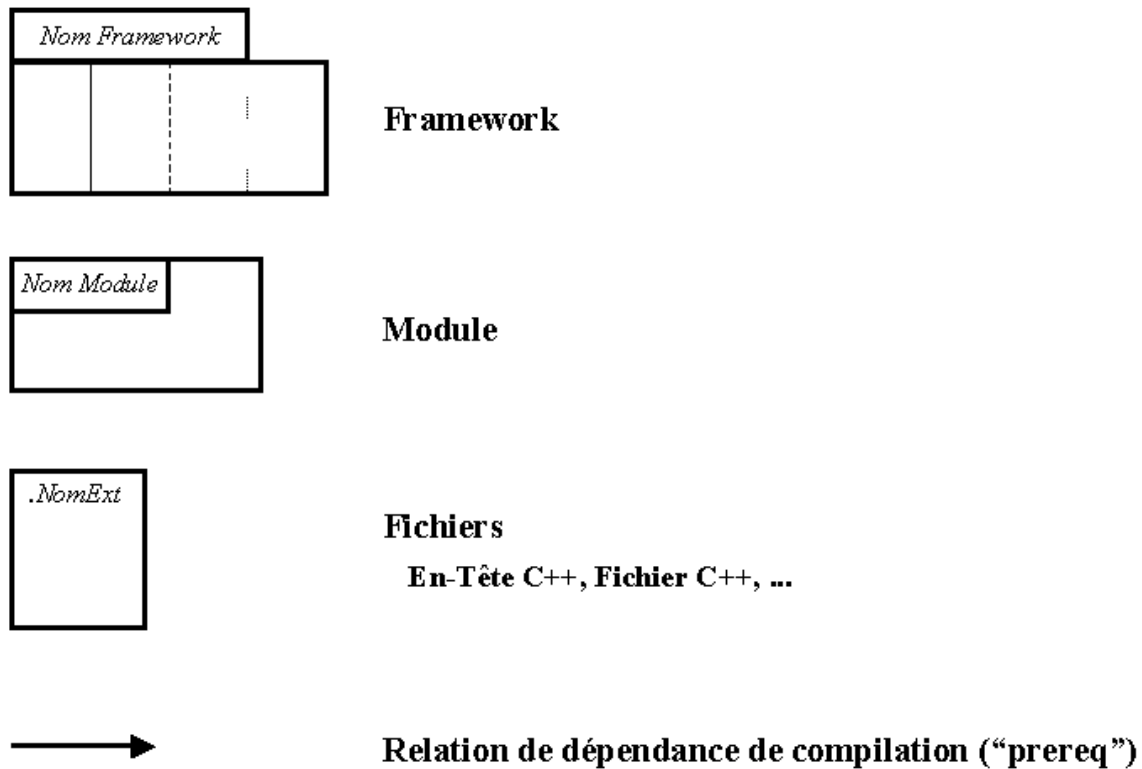 Nom Framework
Framework
Nom Module
Module
.NomExt
Fichiers
En-Tête C++, Fichier C++, ...
Relation de dépendance de compilation (“prereq”)